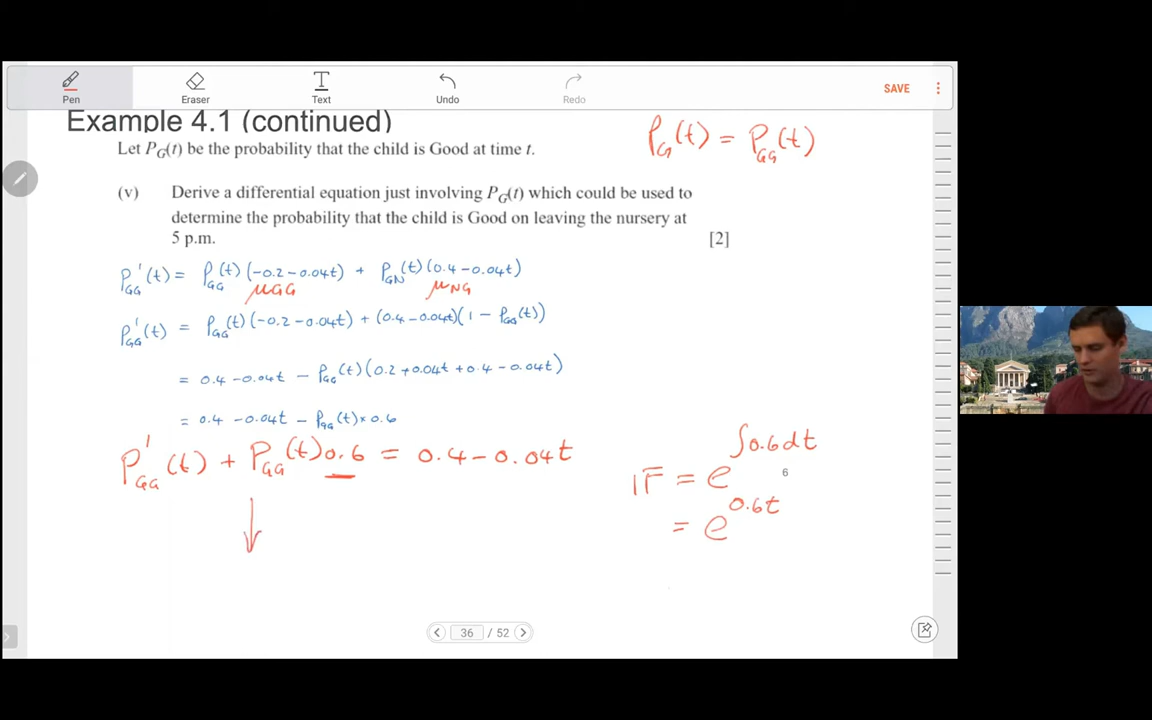 Pen
Eraser
Text
Undo
Redo
SAVE
Example 4.1 (continued)
P_G(t) = P_GG(t)
Let P_G(t) be the probability that the child is Good at time t.
(v) Derive a differential equation just involving P_G(t) which could be used to
determine the probability that the child is Good on leaving the nursery at
5 p.m. [2]
P_GG'(t) = P_GG(t)(-0.2-0.04t) + P_GN(t)(0.4-0.04t)
μGG μNG
P_GG'(t) = P_GG(t)(-0.2-0.04t) + (0.4-0.04t)(1 - P_GG(t))
= 0.4-0.04t - P_GG(t)(0.2+0.04t+0.4-0.04t)
= 0.4-0.04t - P_GG(t)×0.6
P_GG'(t) + P_GG(t)0.6 = 0.4-0.04t
IF = e^∫0.6dt
6
= e^0.6t
36 / 52